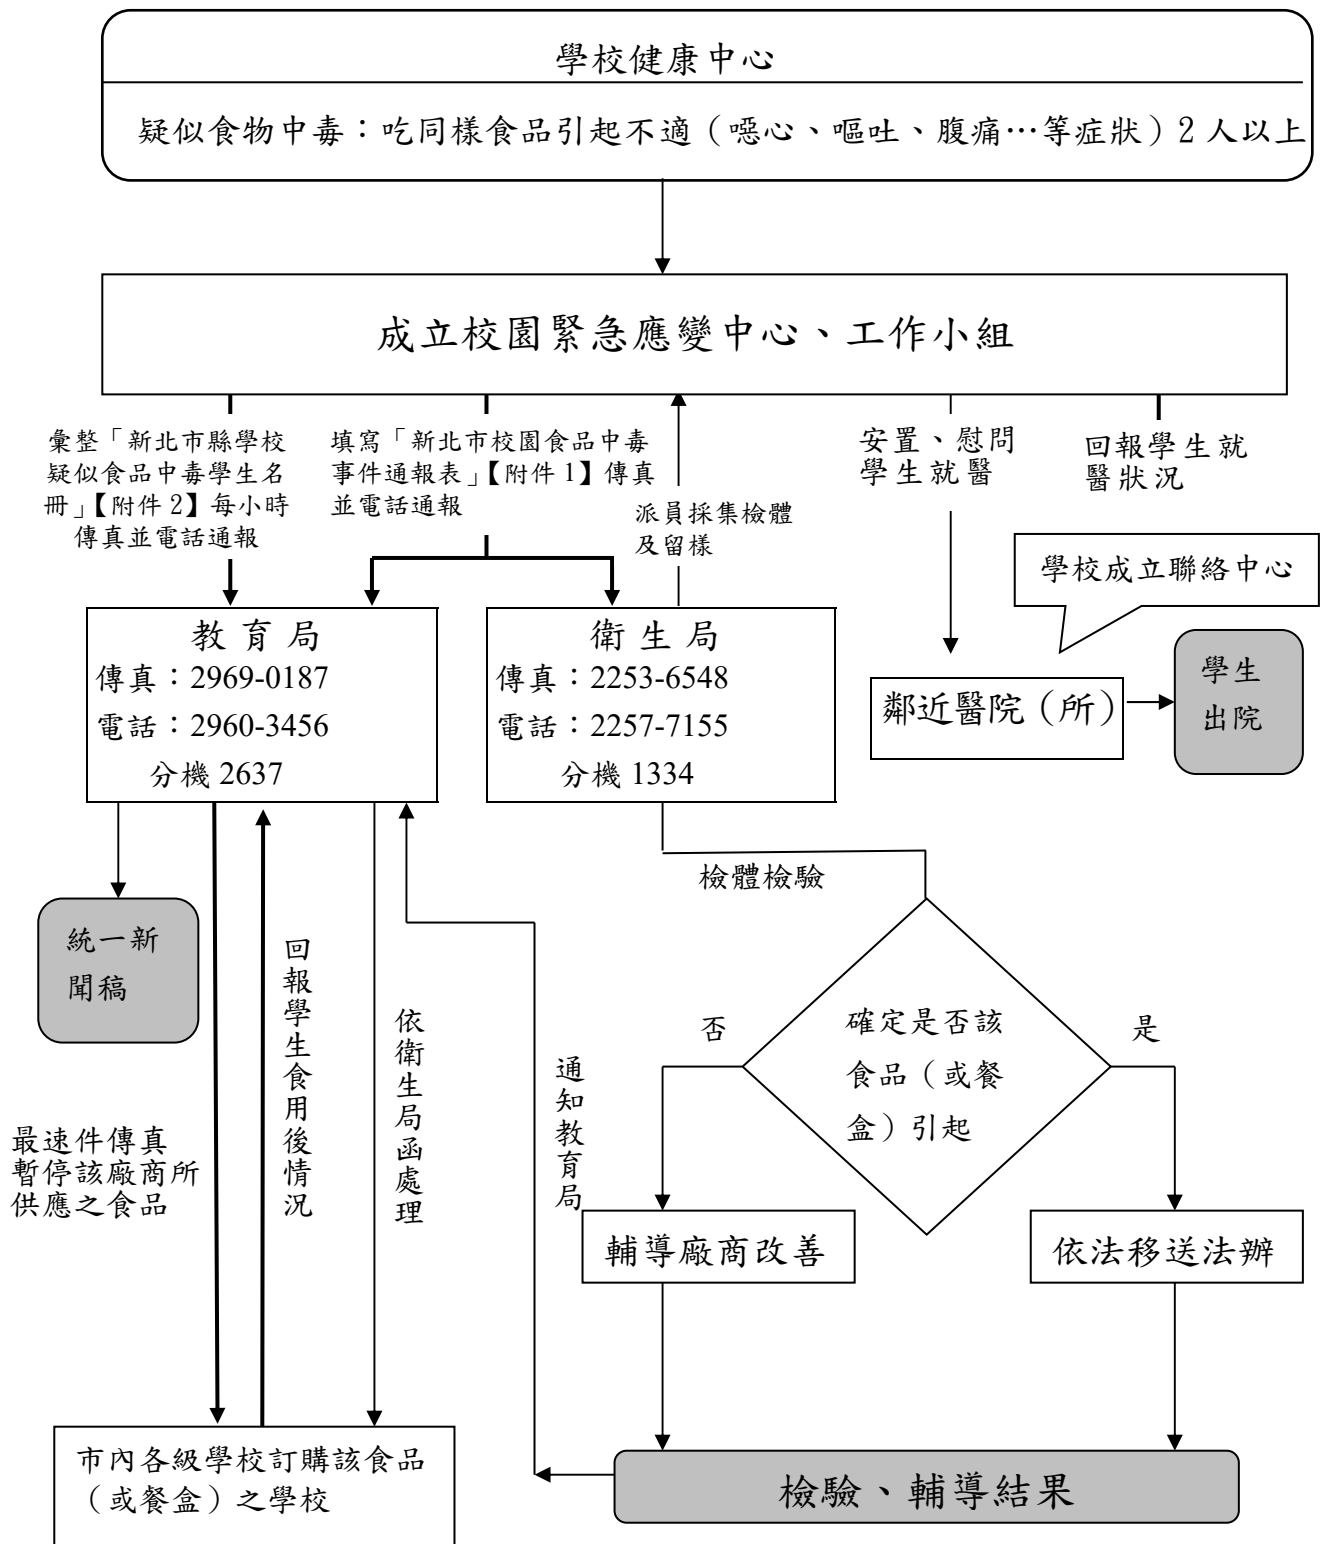 學校健康中心
疑似食物中毒：吃同樣食品引起不適（噁心、嘔吐、腹痛…等症狀）2 人以上
成立校園緊急應變中心、工作小組
彙整「新北市縣學校
疑似食品中毒學生名
冊」【附件 2】每小時
傳真並電話通報
填寫「新北市校園食品中毒
事件通報表」【附件 1】傳真
並電話通報
派員採集檢體
及留樣
安置、慰問
學生就醫
回報學生就
醫狀況
學校成立聯絡中心
教 育 局
傳真：2969-0187
電話：2960-3456
分機 2637
衛 生 局
傳真：2253-6548
電話：2257-7155
分機 1334
鄰近醫院（所）
學生
出院
檢體檢驗
統一新
聞稿
回報學生食用後情況
依衛生局函處理
通知教育局
最速件傳真
暫停該廠商所
供應之食品
否
確定是否該
食品（或餐
盒）引起
是
輔導廠商改善
依法移送法辦
市內各級學校訂購該食品
（或餐盒）之學校
檢驗、輔導結果